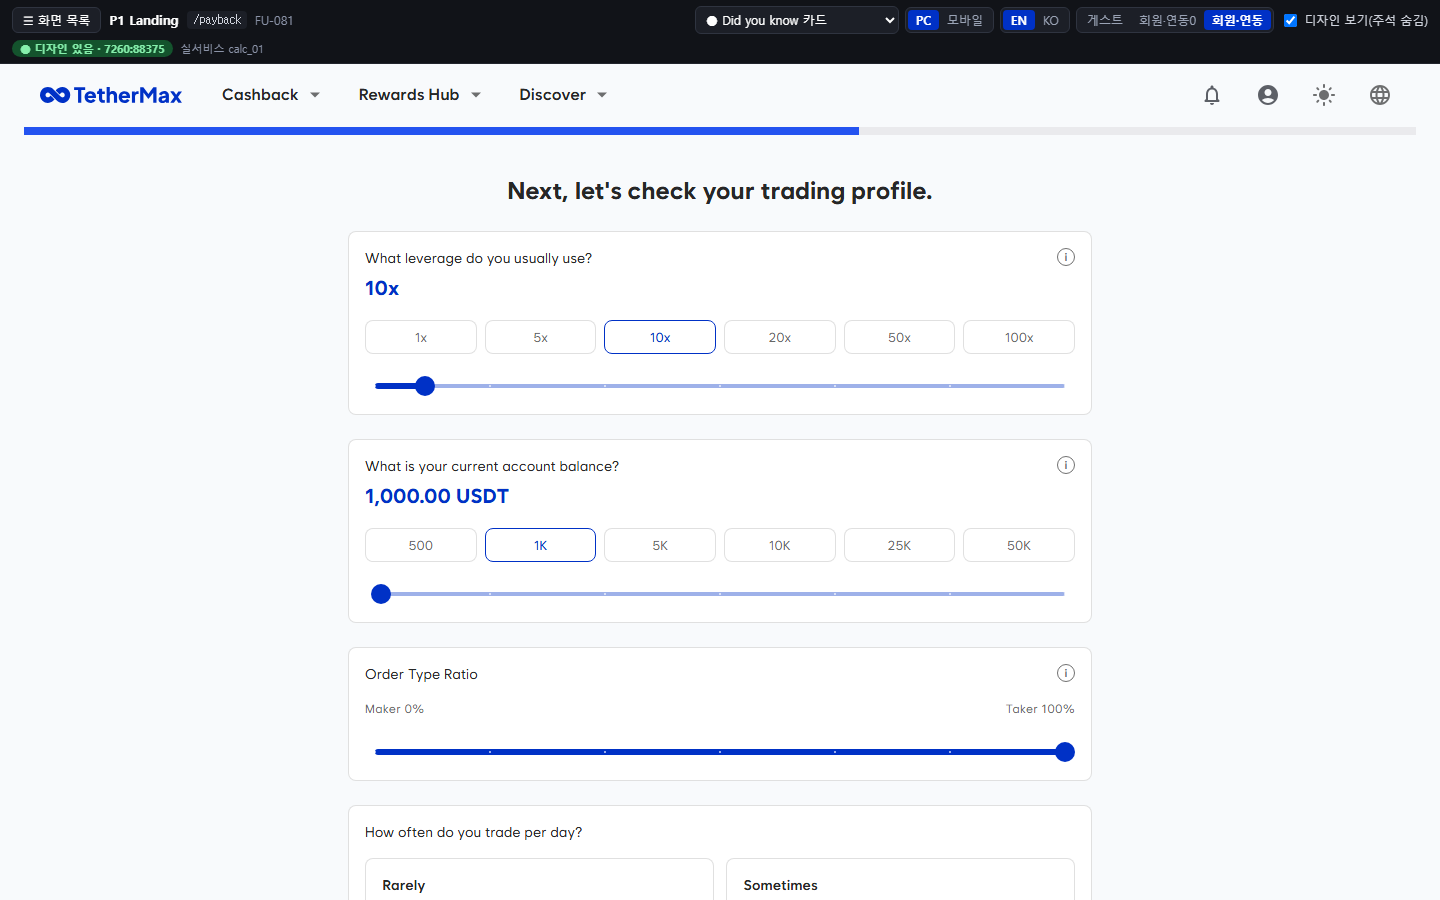 ☰ 화면 목록 P1 Landing /payback FU-081 ● Did you know 카드 PC 모바일 EN KO 게스트 회원·연동0 회원·연동 디자인 보기(주석 숨김)
● 디자인 있음 · 7260:88375 실서비스 calc_01
TetherMax Cashback Rewards Hub Discover
Next, let's check your trading profile.
What leverage do you usually use?
10x
1x 5x 10x 20x 50x 100x
What is your current account balance?
1,000.00 USDT
500 1K 5K 10K 25K 50K
Order Type Ratio
Maker 0% Taker 100%
How often do you trade per day?
Rarely Sometimes